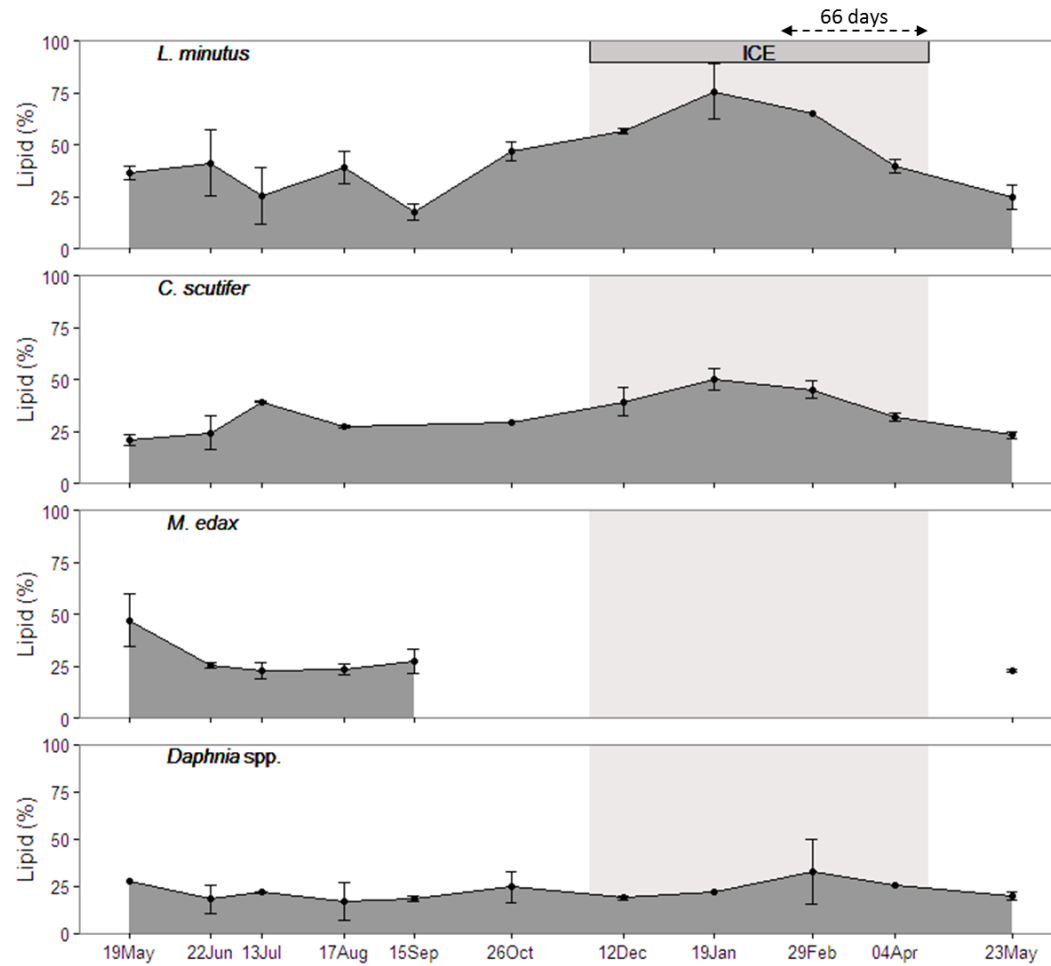 66 days
L. minutus
ICE
Lipid (%)
100
75
50
25
0
C. scutifer
Lipid (%)
100
75
50
25
0
M. edax
Lipid (%)
100
75
50
25
0
Daphnia spp.
Lipid (%)
100
75
50
25
0
19May 22Jun 13Jul 17Aug 15Sep 26Oct 12Dec 19Jan 29Feb 04Apr 23May